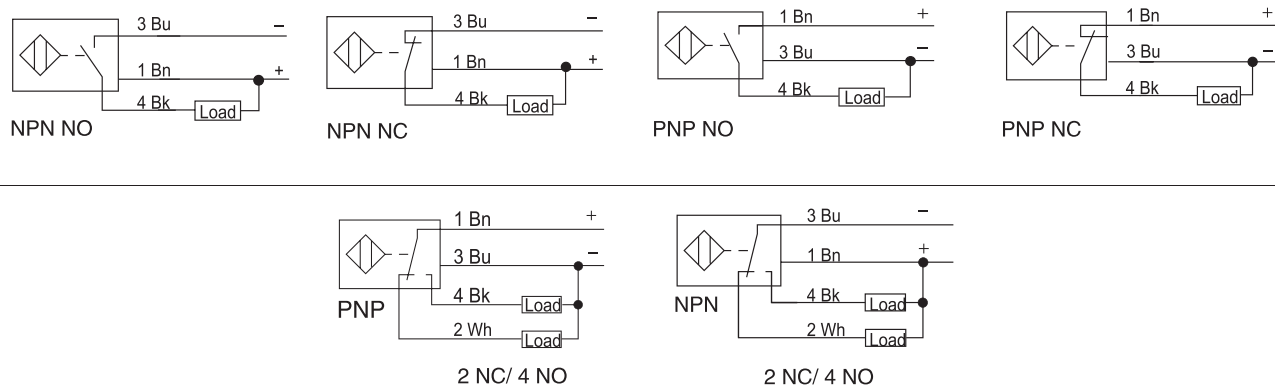 3 Bu –
1 Bn +
4 Bk Load
NPN NO
3 Bu –
1 Bn +
4 Bk Load
NPN NC
1 Bn +
3 Bu –
4 Bk Load
PNP NO
1 Bn +
3 Bu –
4 Bk Load
PNP NC
1 Bn +
3 Bu –
4 Bk Load
2 Wh Load
PNP
2 NC/ 4 NO
3 Bu –
1 Bn +
4 Bk Load
2 Wh Load
NPN
2 NC/ 4 NO